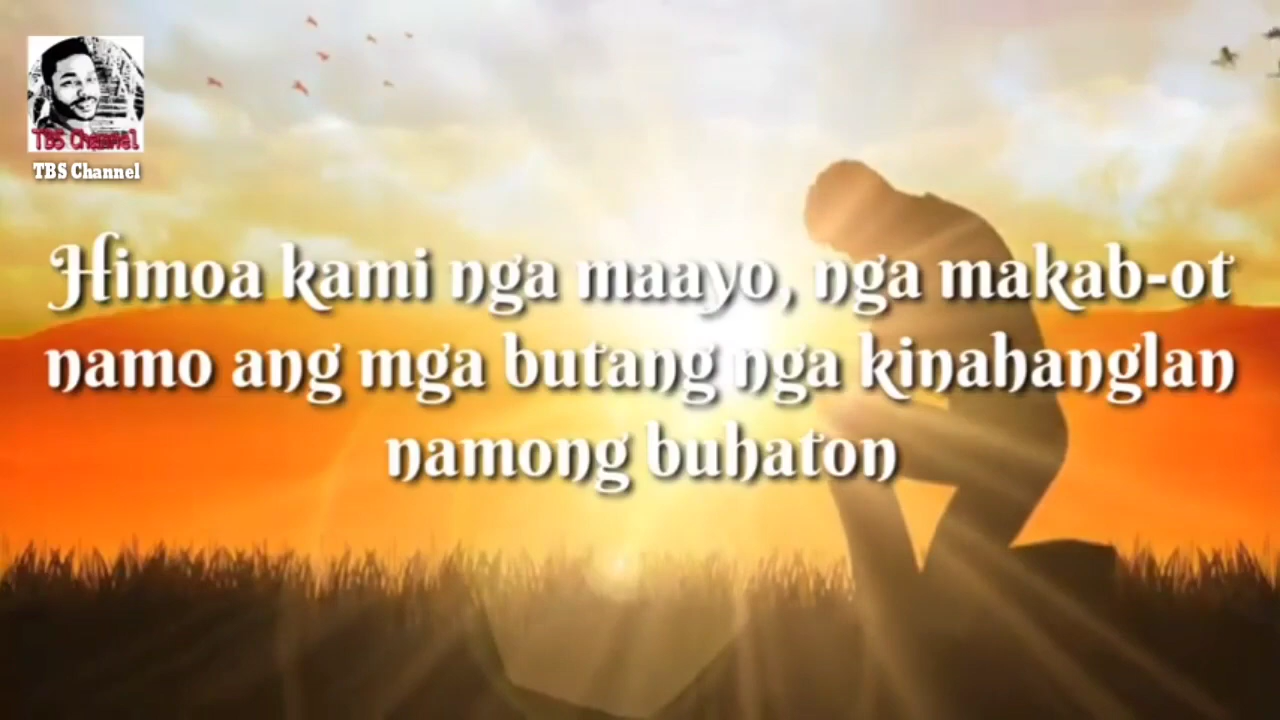 TBS Channel
TBS Channel
Himoa kami nga maayo, nga makab-ot
namo ang mga butang nga kinahanglan
namong buhaton